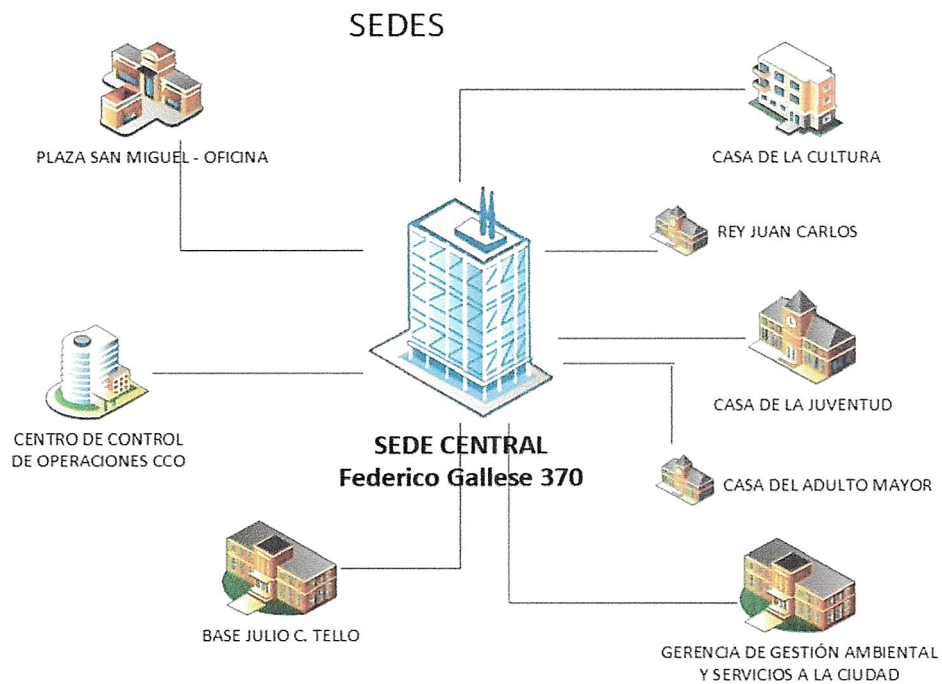 SEDES
PLAZA SAN MIGUEL - OFICINA
CASA DE LA CULTURA
REY JUAN CARLOS
CASA DE LA JUVENTUD
CENTRO DE CONTROL
DE OPERACIONES CCO
SEDE CENTRAL
Federico Gallese 370
CASA DEL ADULTO MAYOR
BASE JULIO C. TELLO
GERENCIA DE GESTIÓN AMBIENTAL
Y SERVICIOS A LA CIUDAD